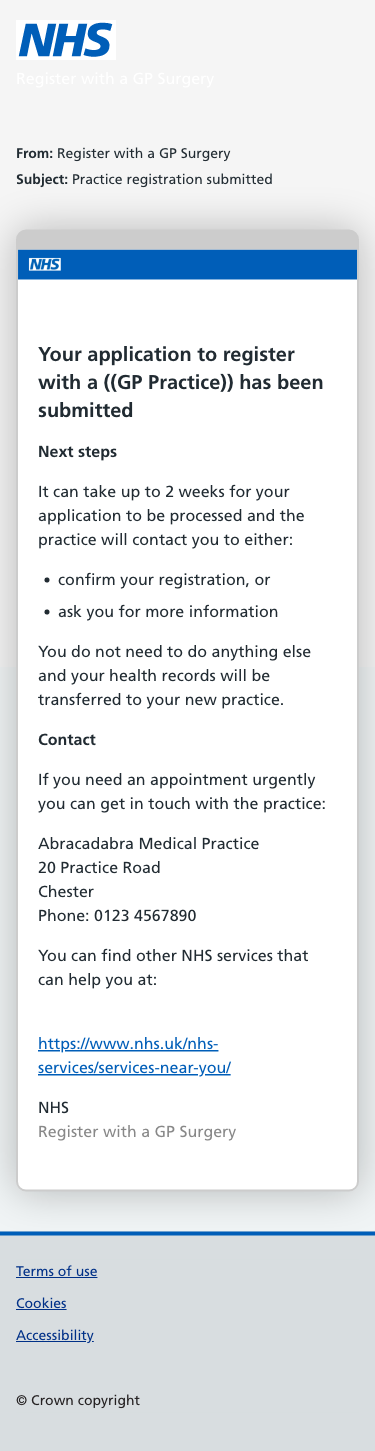 NHS
Register with a GP Surgery
From: Register with a GP Surgery
Subject: Practice registration submitted
NHS
Your application to register
with a ((GP Practice)) has been
submitted
Next steps
It can take up to 2 weeks for your
application to be processed and the
practice will contact you to either:
• confirm your registration, or
• ask you for more information
You do not need to do anything else
and your health records will be
transferred to your new practice.
Contact
If you need an appointment urgently
you can get in touch with the practice:
Abracadabra Medical Practice
20 Practice Road
Chester
Phone: 0123 4567890
You can find other NHS services that
can help you at:
https://www.nhs.uk/nhs-
services/services-near-you/
NHS
Register with a GP Surgery
Terms of use
Cookies
Accessibility
© Crown copyright